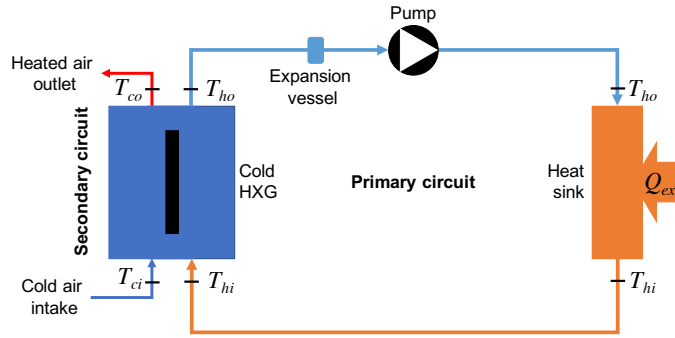 Pump
Heated air
outlet
T_co
T_ho
Expansion
vessel
T_ho
Secondary circuit
Cold
HXG
Primary circuit
Heat
sink
Q_ex
Cold air
intake
T_ci
T_hi
T_hi